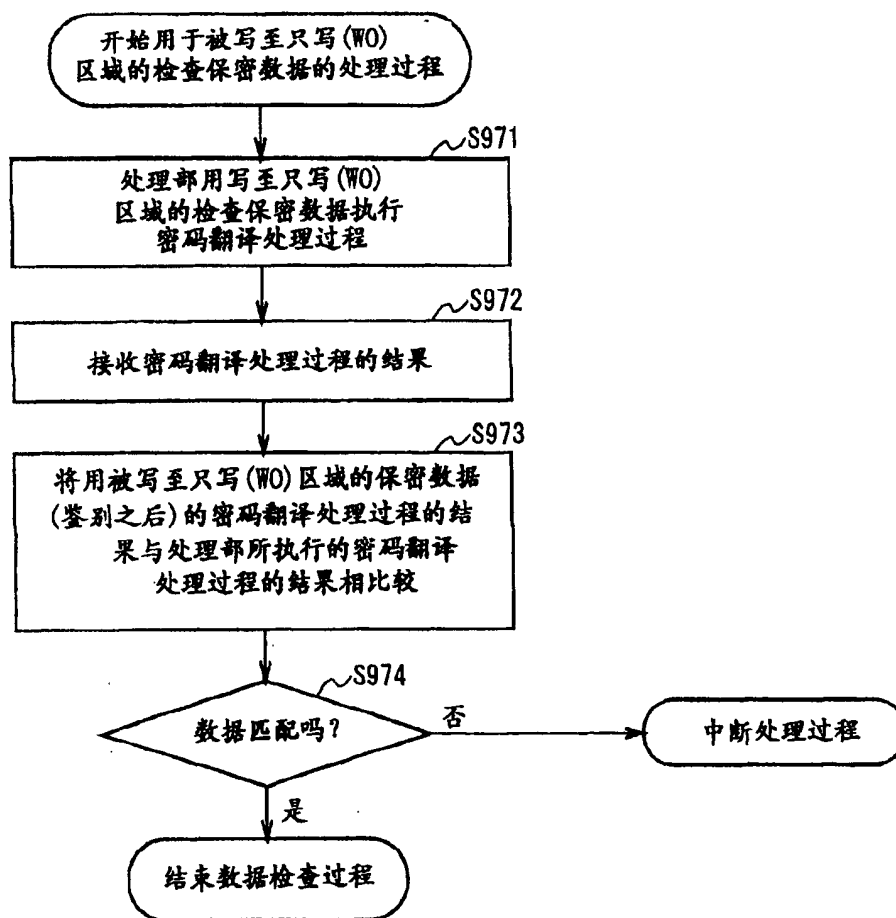 开始用于被写至只写(WO)
区域的检查保密数据的处理过程
S971
处理部用写至只写(WO)
区域的检查保密数据执行
密码翻译处理过程
S972
接收密码翻译处理过程的结果
S973
将用被写至只写(WO)区域的保密数据
(鉴别之后)的密码翻译处理过程的结
果与处理部所执行的密码翻译
处理过程的结果相比较
S974
数据匹配吗?
否
中断处理过程
是
结束数据检查过程